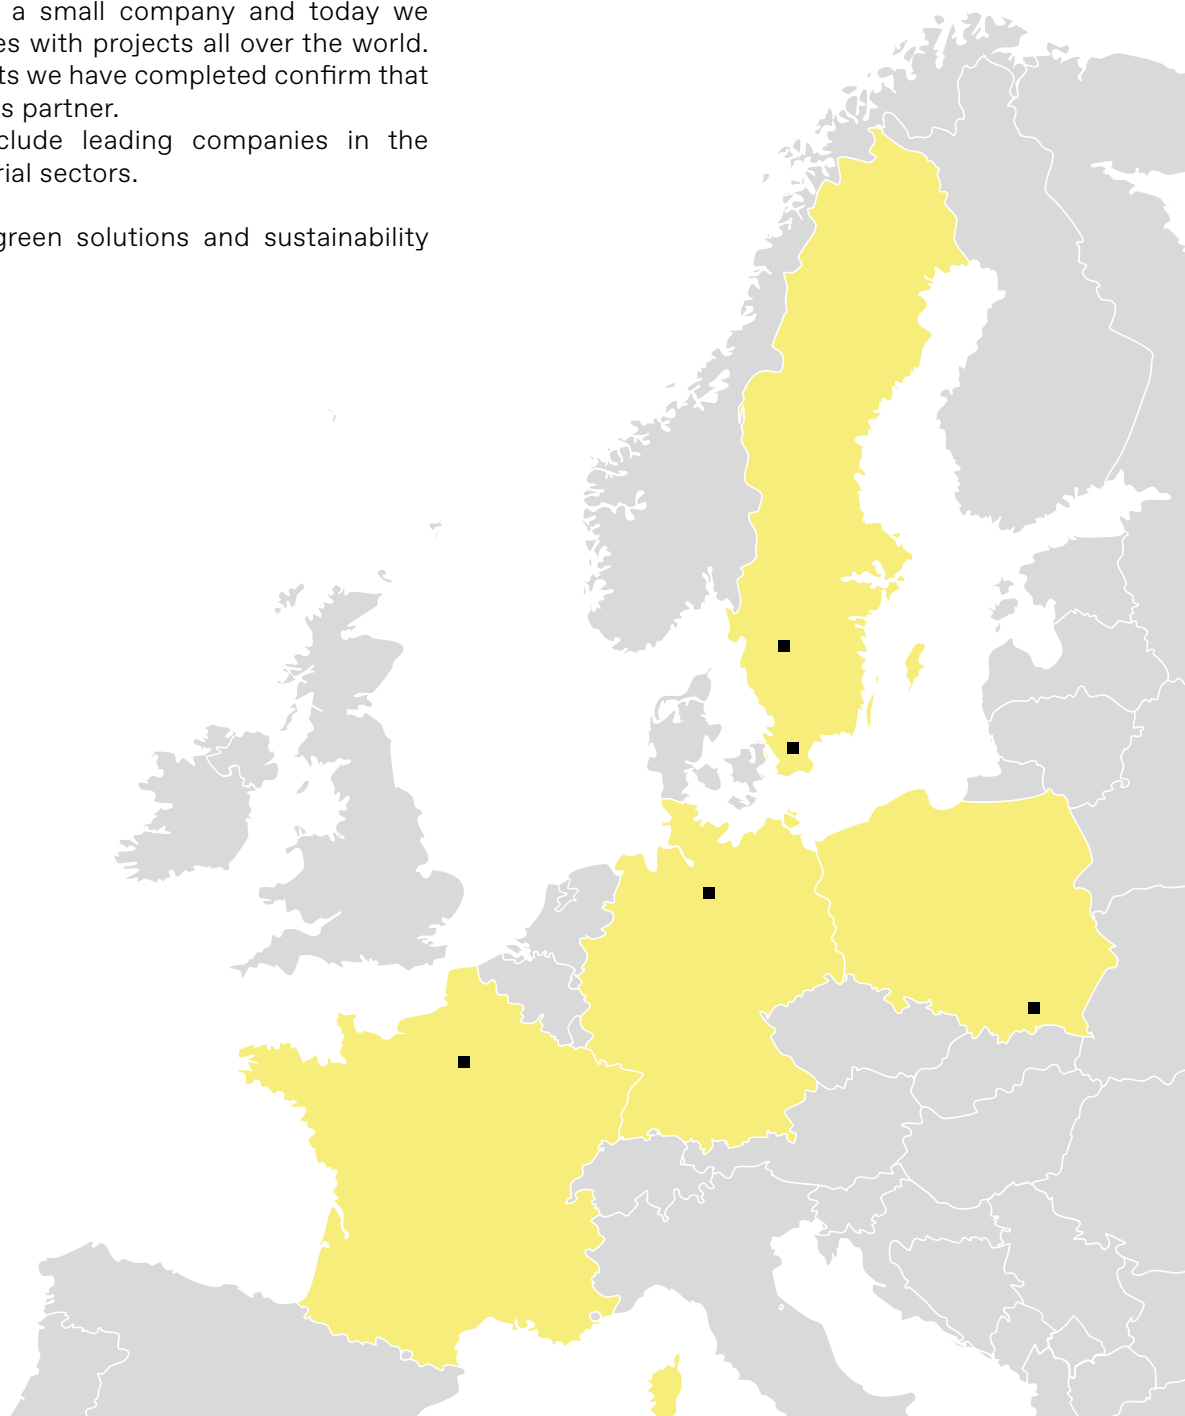 a small company and today we
es with projects all over the world.
ts we have completed confirm that
s partner.
clude leading companies in the
rial sectors.
green solutions and sustainability